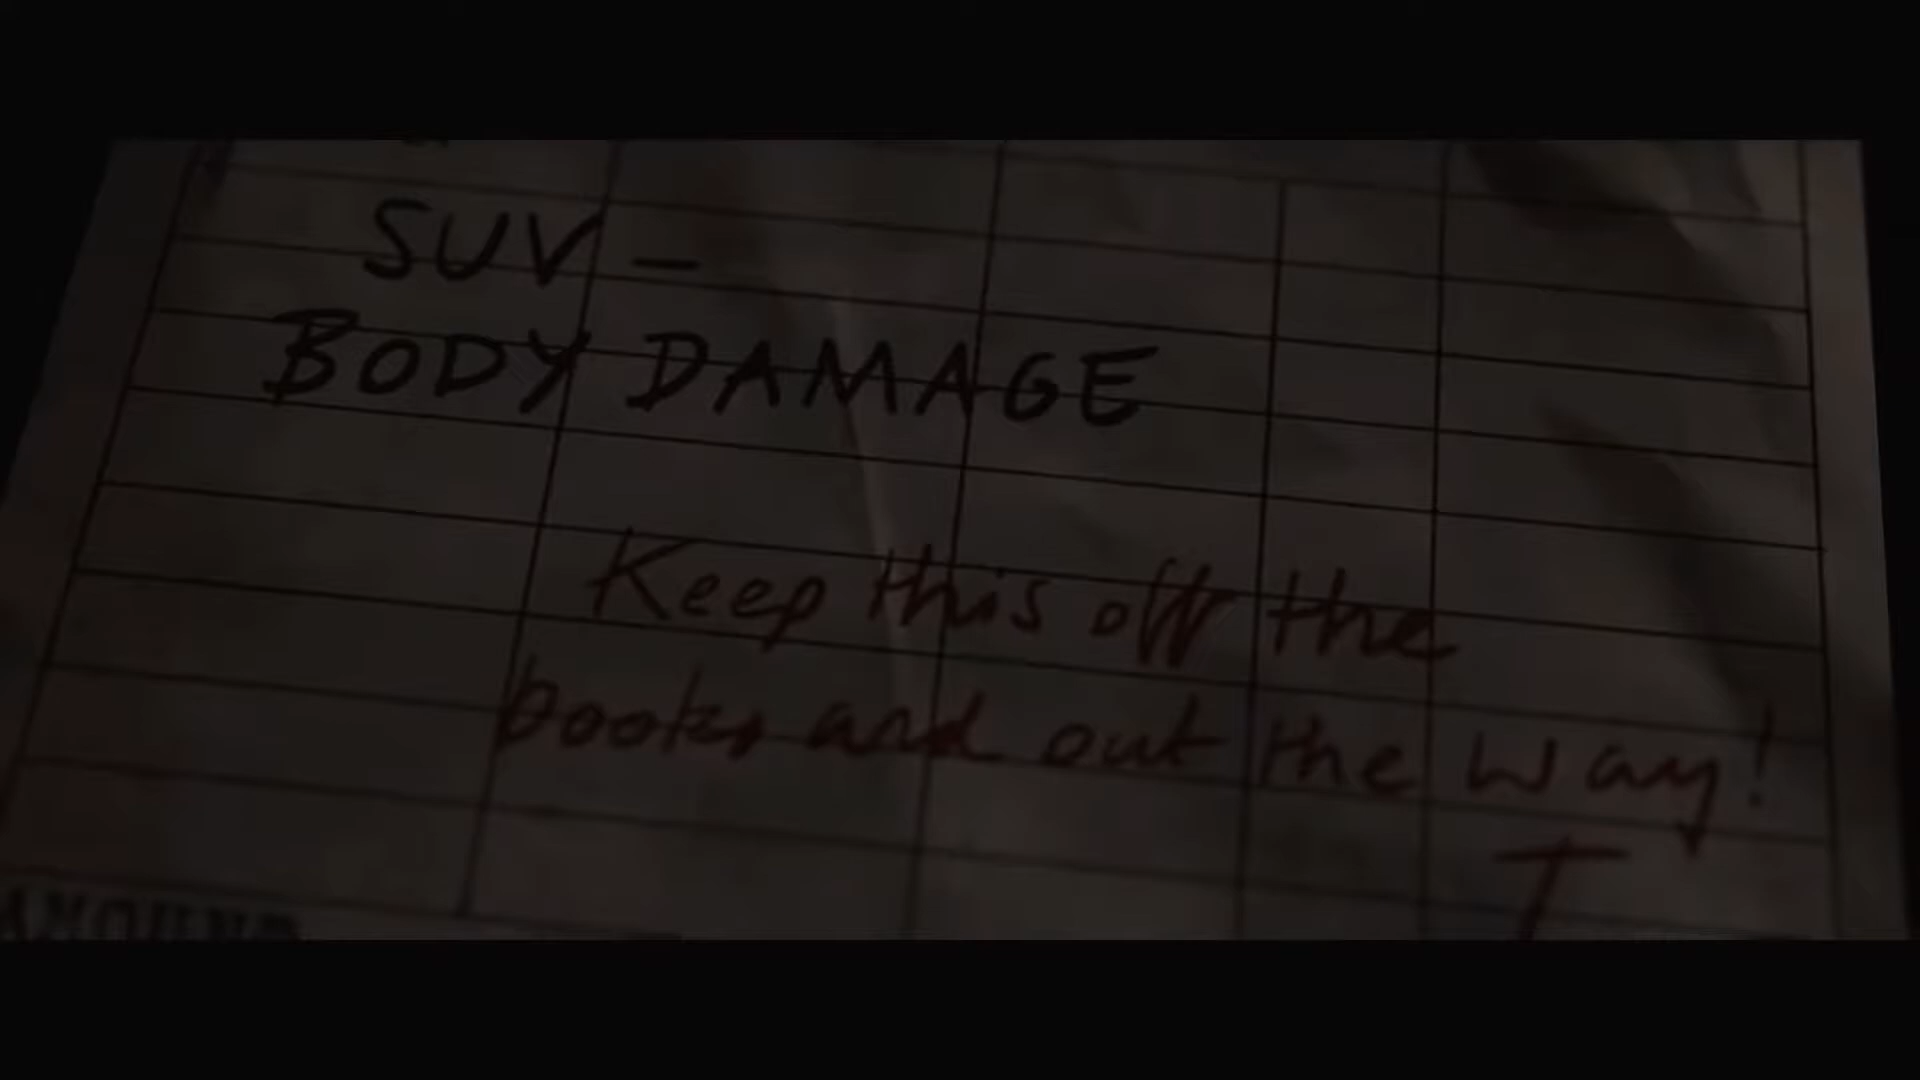 SUV –
BODY DAMAGE
Keep this off the
books and out the way!
T